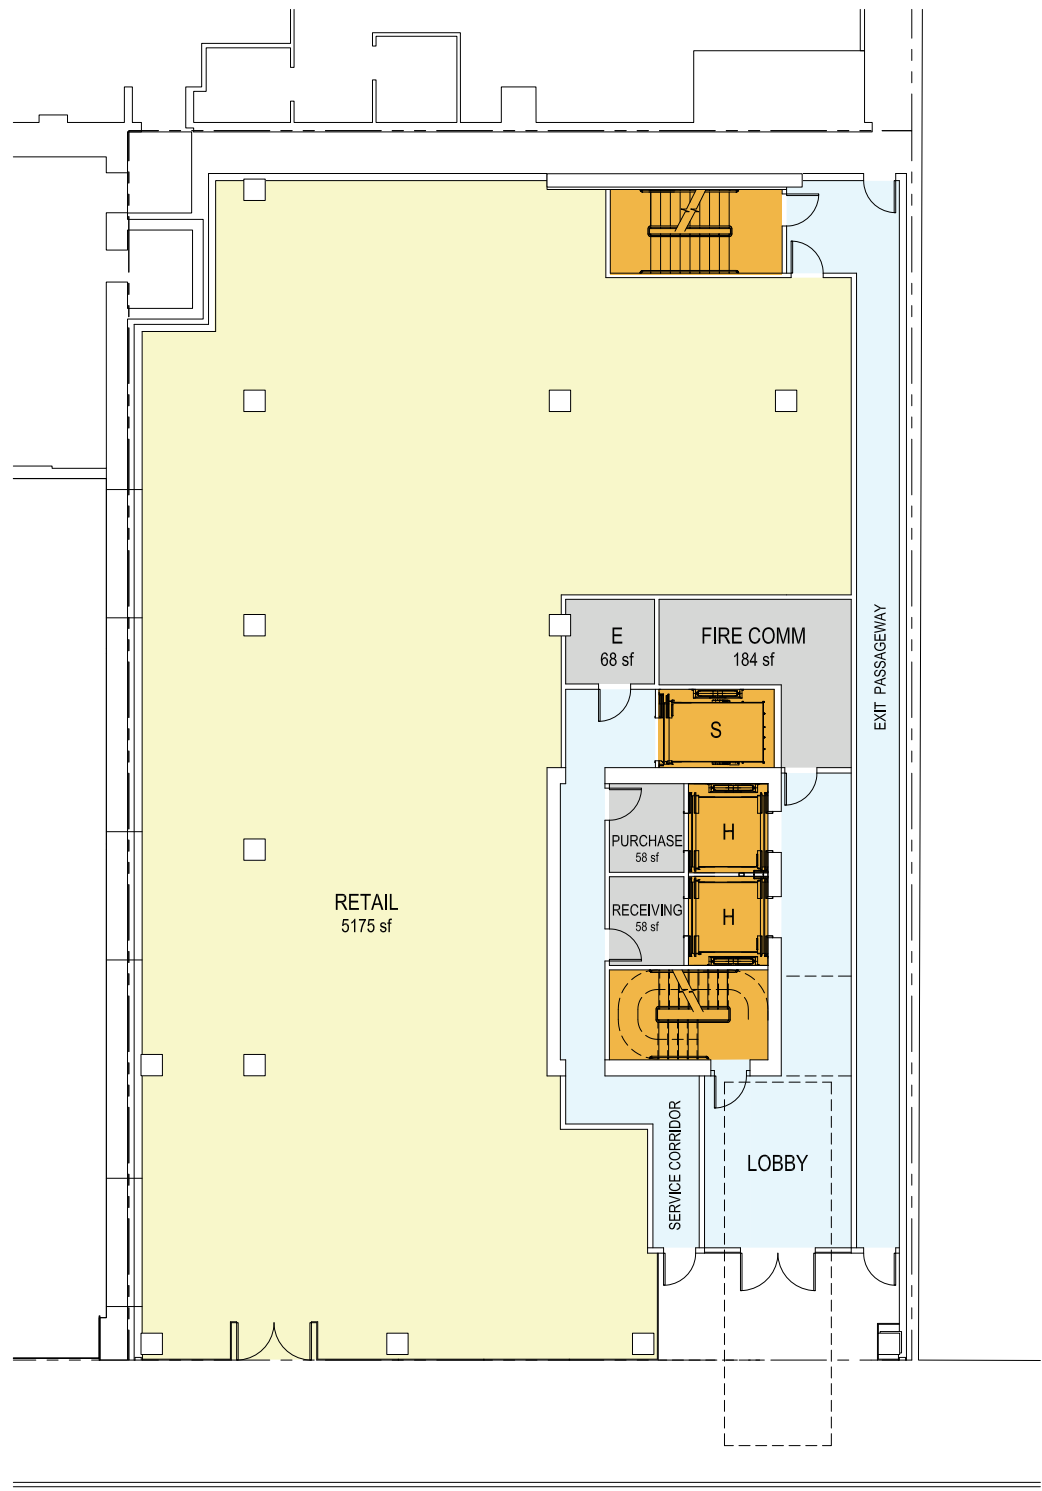 E
68 sf
FIRE COMM
184 sf
EXIT PASSAGEWAY
S
PURCHASE
58 sf
H
RETAIL
5175 sf
RECEIVING
58 sf
H
SERVICE CORRIDOR
LOBBY